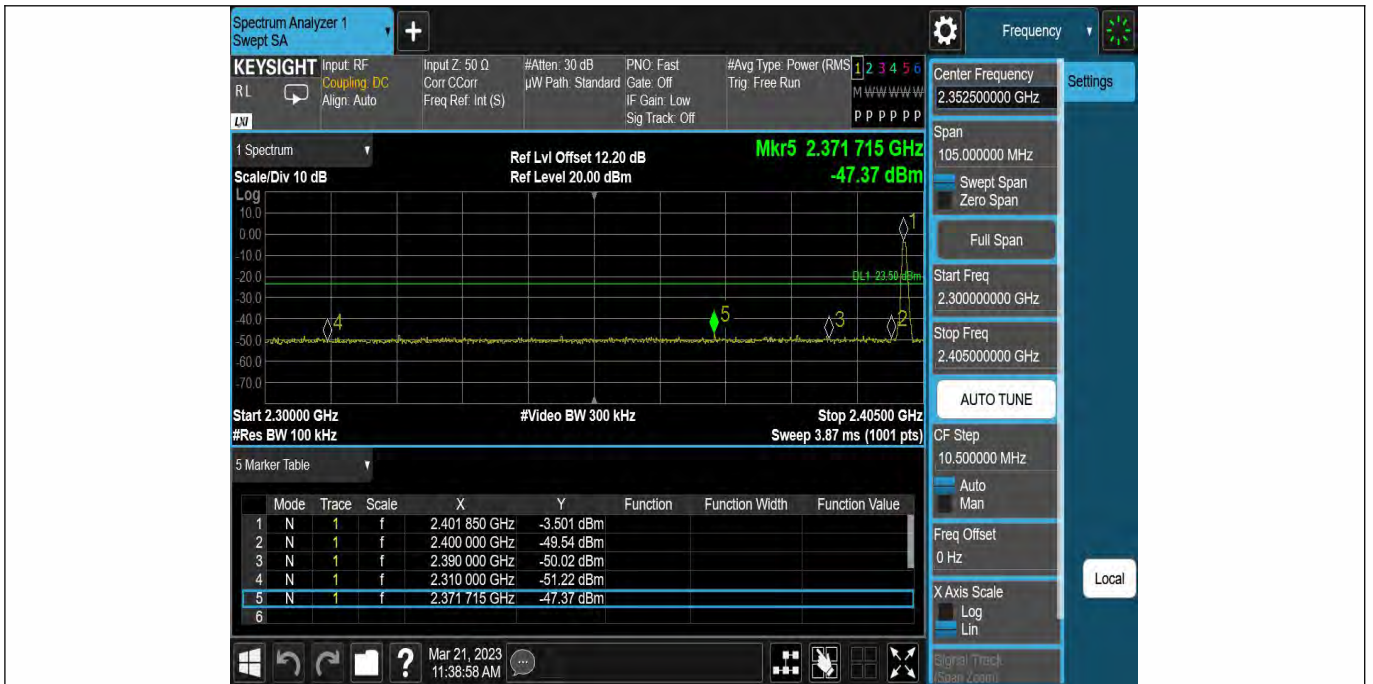 Spectrum Analyzer 1
Swept SA
+
Frequency
KEYSIGHT
RL
LXI
Input: RF
Coupling: DC
Align: Auto
Input Z: 50 Ω
Corr CCorr
Freq Ref: Int (S)
#Atten: 30 dB
µW Path: Standard
PNO: Fast
Gate: Off
IF Gain: Low
Sig Track: Off
#Avg Type: Power (RMS
Trig: Free Run
1 2 3 4 5 6
M W W W W W
P P P P P P
1 Spectrum
Scale/Div 10 dB
Ref Lvl Offset 12.20 dB
Ref Level 20.00 dBm
Mkr5 2.371 715 GHz
-47.37 dBm
Log
10.0
0.00
-10.0
-20.0
-30.0
-40.0
-50.0
-60.0
-70.0
1
DL1 -23.50 dBm
4
5
3
2
Start 2.30000 GHz
#Video BW 300 kHz
Stop 2.40500 GHz
#Res BW 100 kHz
Sweep 3.87 ms (1001 pts)
5 Marker Table
Mode Trace Scale X Y Function Function Width Function Value
1 N 1 f 2.401 850 GHz -3.501 dBm
2 N 1 f 2.400 000 GHz -49.54 dBm
3 N 1 f 2.390 000 GHz -50.02 dBm
4 N 1 f 2.310 000 GHz -51.22 dBm
5 N 1 f 2.371 715 GHz -47.37 dBm
6
?
Mar 21, 2023
11:38:58 AM
Center Frequency
2.352500000 GHz
Settings
Span
105.000000 MHz
Swept Span
Zero Span
Full Span
Start Freq
2.300000000 GHz
Stop Freq
2.405000000 GHz
AUTO TUNE
CF Step
10.500000 MHz
Auto
Man
Freq Offset
0 Hz
Local
X Axis Scale
Log
Lin
Signal Track
(Span Zoom)